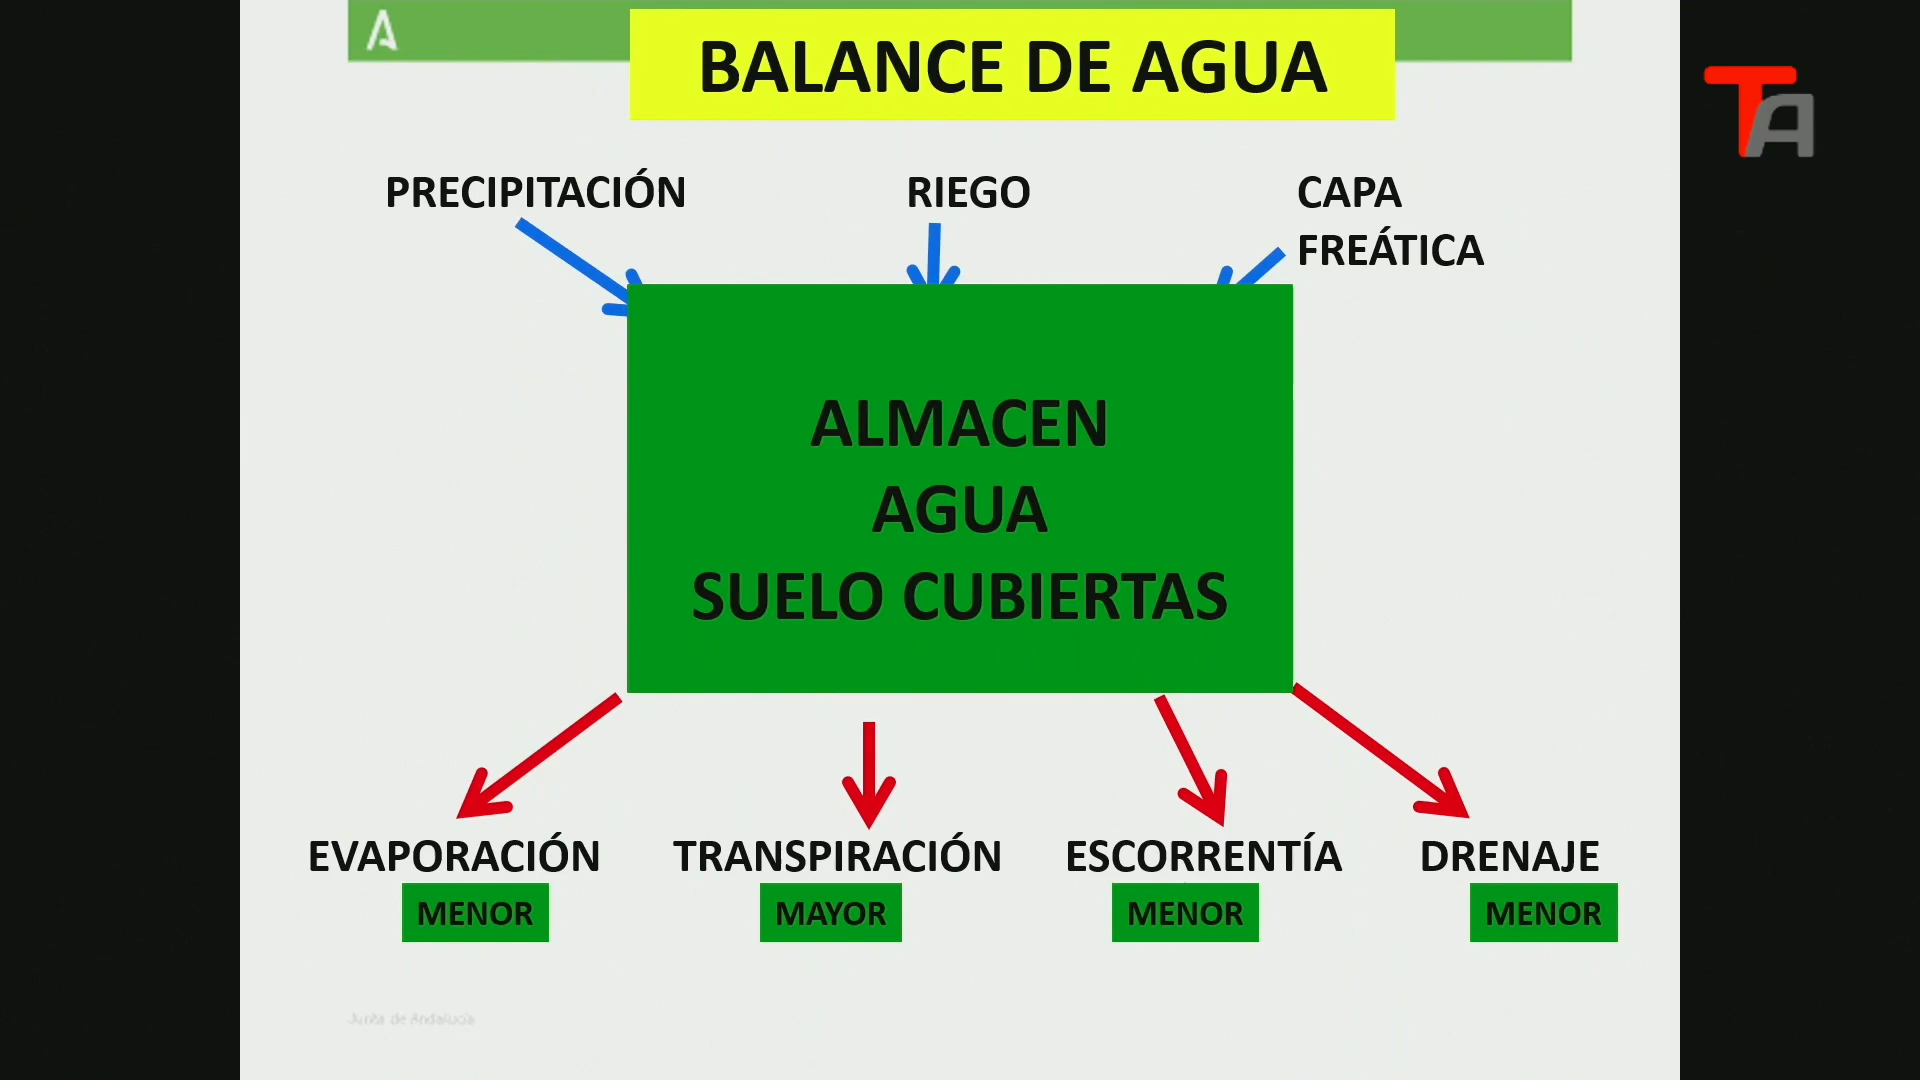 BALANCE DE AGUA
PRECIPITACIÓN
RIEGO
CAPA
FREÁTICA
ALMACEN
AGUA
SUELO CUBIERTAS
EVAPORACIÓN
TRANSPIRACIÓN
ESCORRENTÍA
DRENAJE
MENOR
MAYOR
MENOR
MENOR
Junta de Andalucía
TA